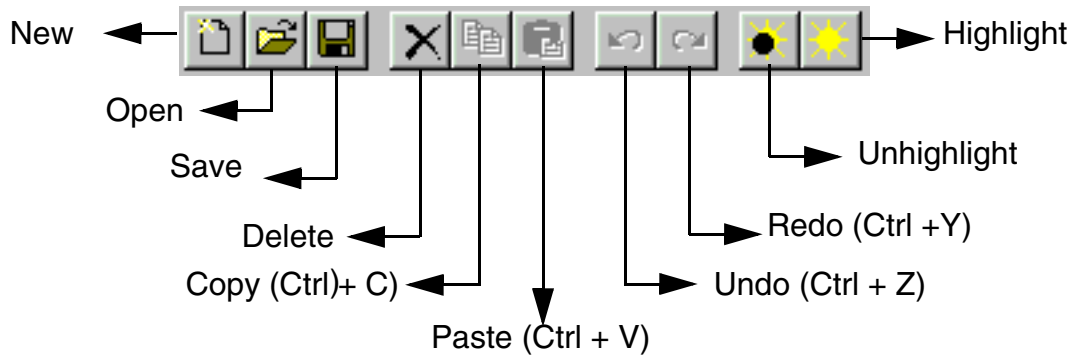 New
Highlight
Open
Save
Unhighlight
Delete
Redo (Ctrl +Y)
Copy (Ctrl)+ C)
Undo (Ctrl + Z)
Paste (Ctrl + V)